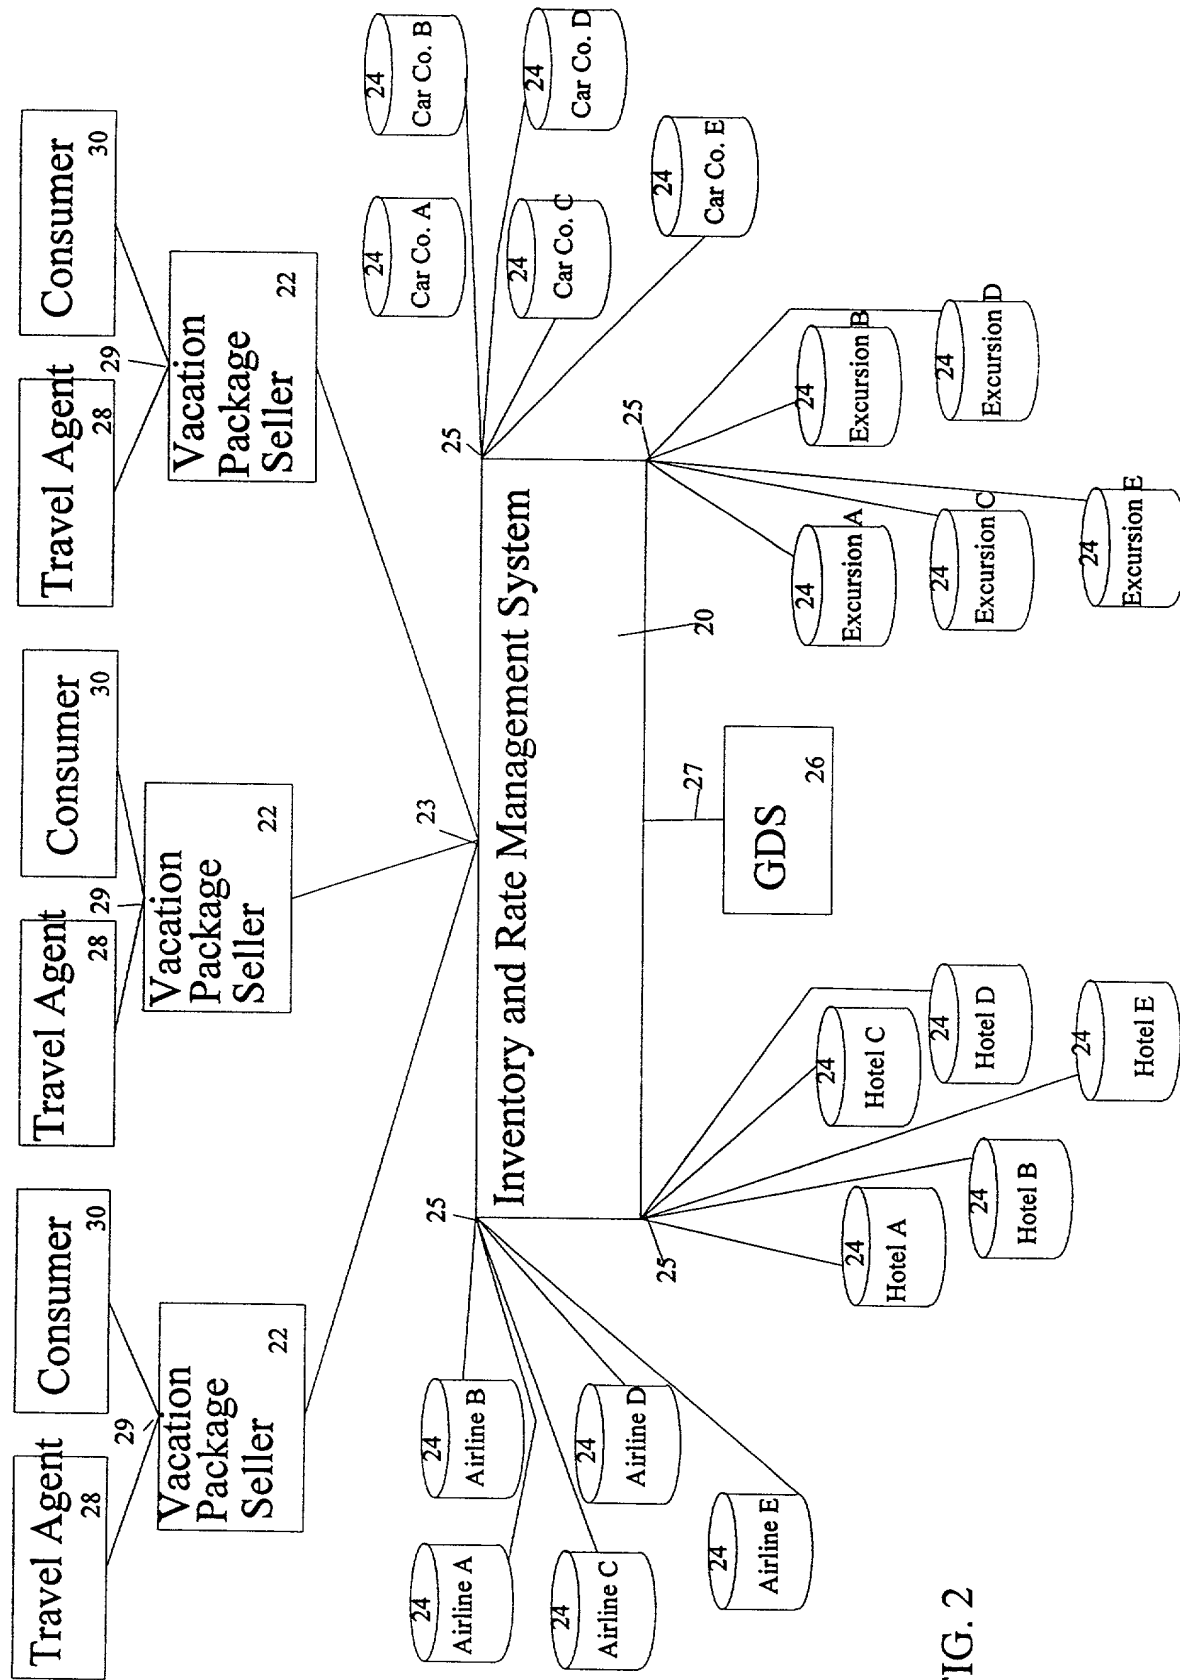 Travel Agent
28
Consumer
30
Travel Agent
28
Consumer
30
Travel Agent
28
Consumer
30
29
29
29
Vacation
Package
Seller
22
Vacation
Package
Seller
22
Vacation
Package
Seller
22
23
25
25
24
Airline A
24
Airline B
24
Airline C
24
Airline D
24
Airline E
Inventory and Rate Management System
20
24
Car Co. A
24
Car Co. B
24
Car Co. C
24
Car Co. D
24
Car Co. E
25
25
27
GDS
26
24
Hotel A
24
Hotel B
24
Hotel C
24
Hotel D
24
Hotel E
24
Excursion A
24
Excursion B
24
Excursion C
24
Excursion D
24
Excursion E
FIG. 2